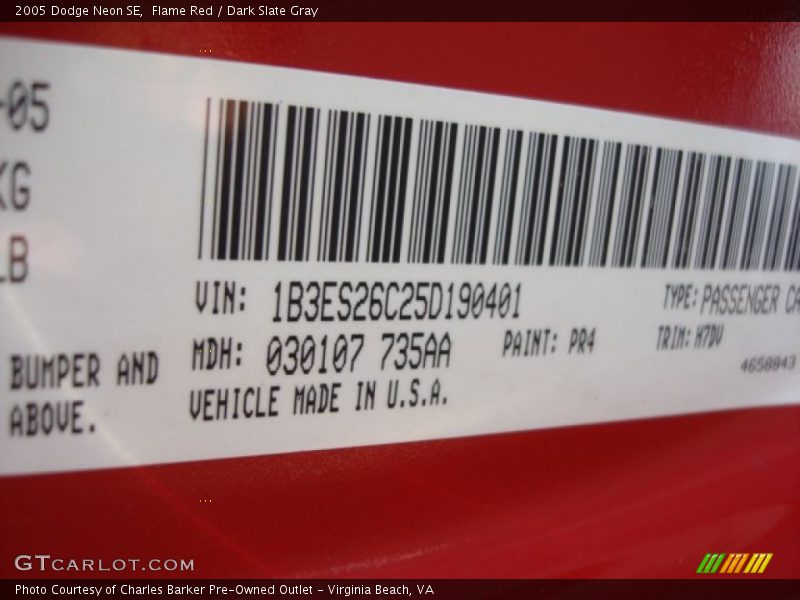 2005 Dodge Neon SE,  Flame Red / Dark Slate Gray
-05
KG
LB
BUMPER AND
ABOVE.
VIN: 1B3ES26C25D190401
TYPE: PASSENGER CA
MDH: 030107 735AA
PAINT: PR4
TRIM: M7DV
VEHICLE MADE IN U.S.A.
4658843
GTCARLOT.COM
Photo Courtesy of Charles Barker Pre-Owned Outlet - Virginia Beach, VA